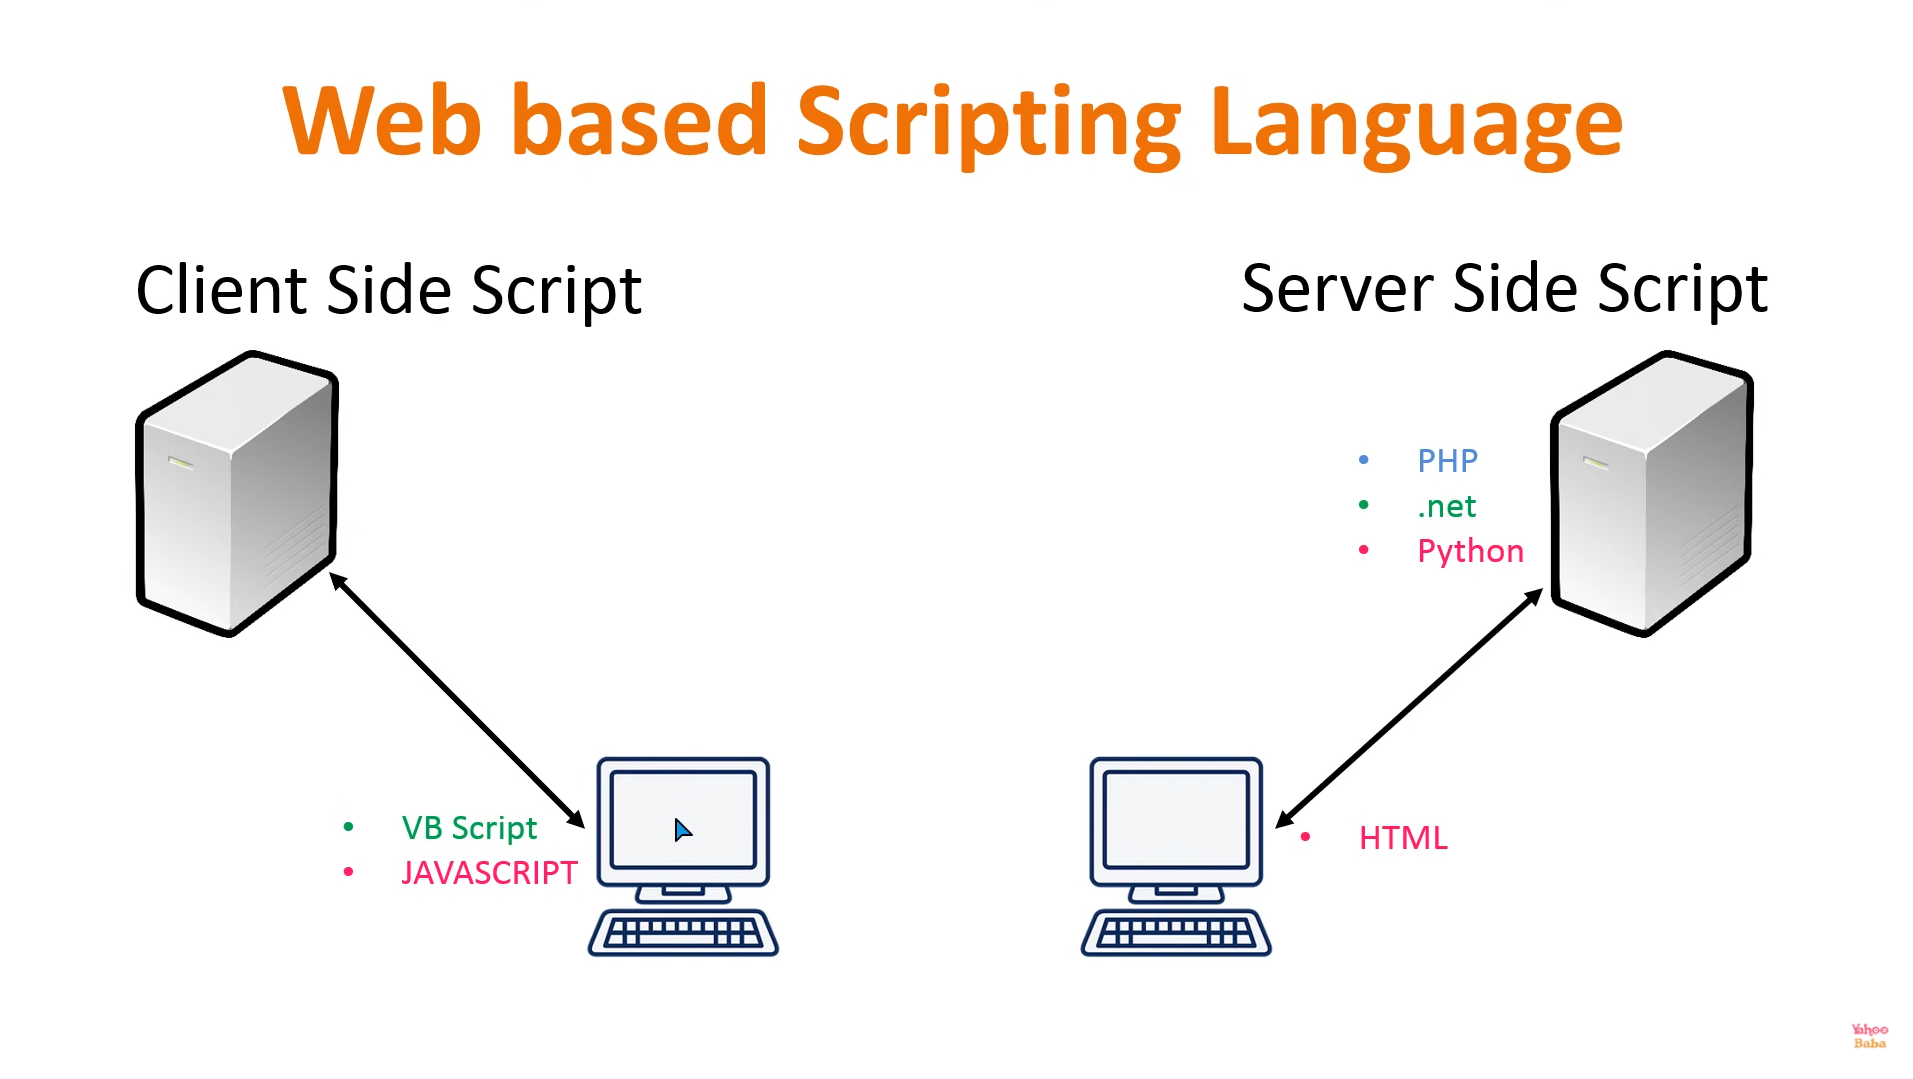 Web based Scripting Language
Client Side Script
Server Side Script
• PHP
• .net
• Python
• VB Script
• JAVASCRIPT
• HTML
Yahoo
Baba